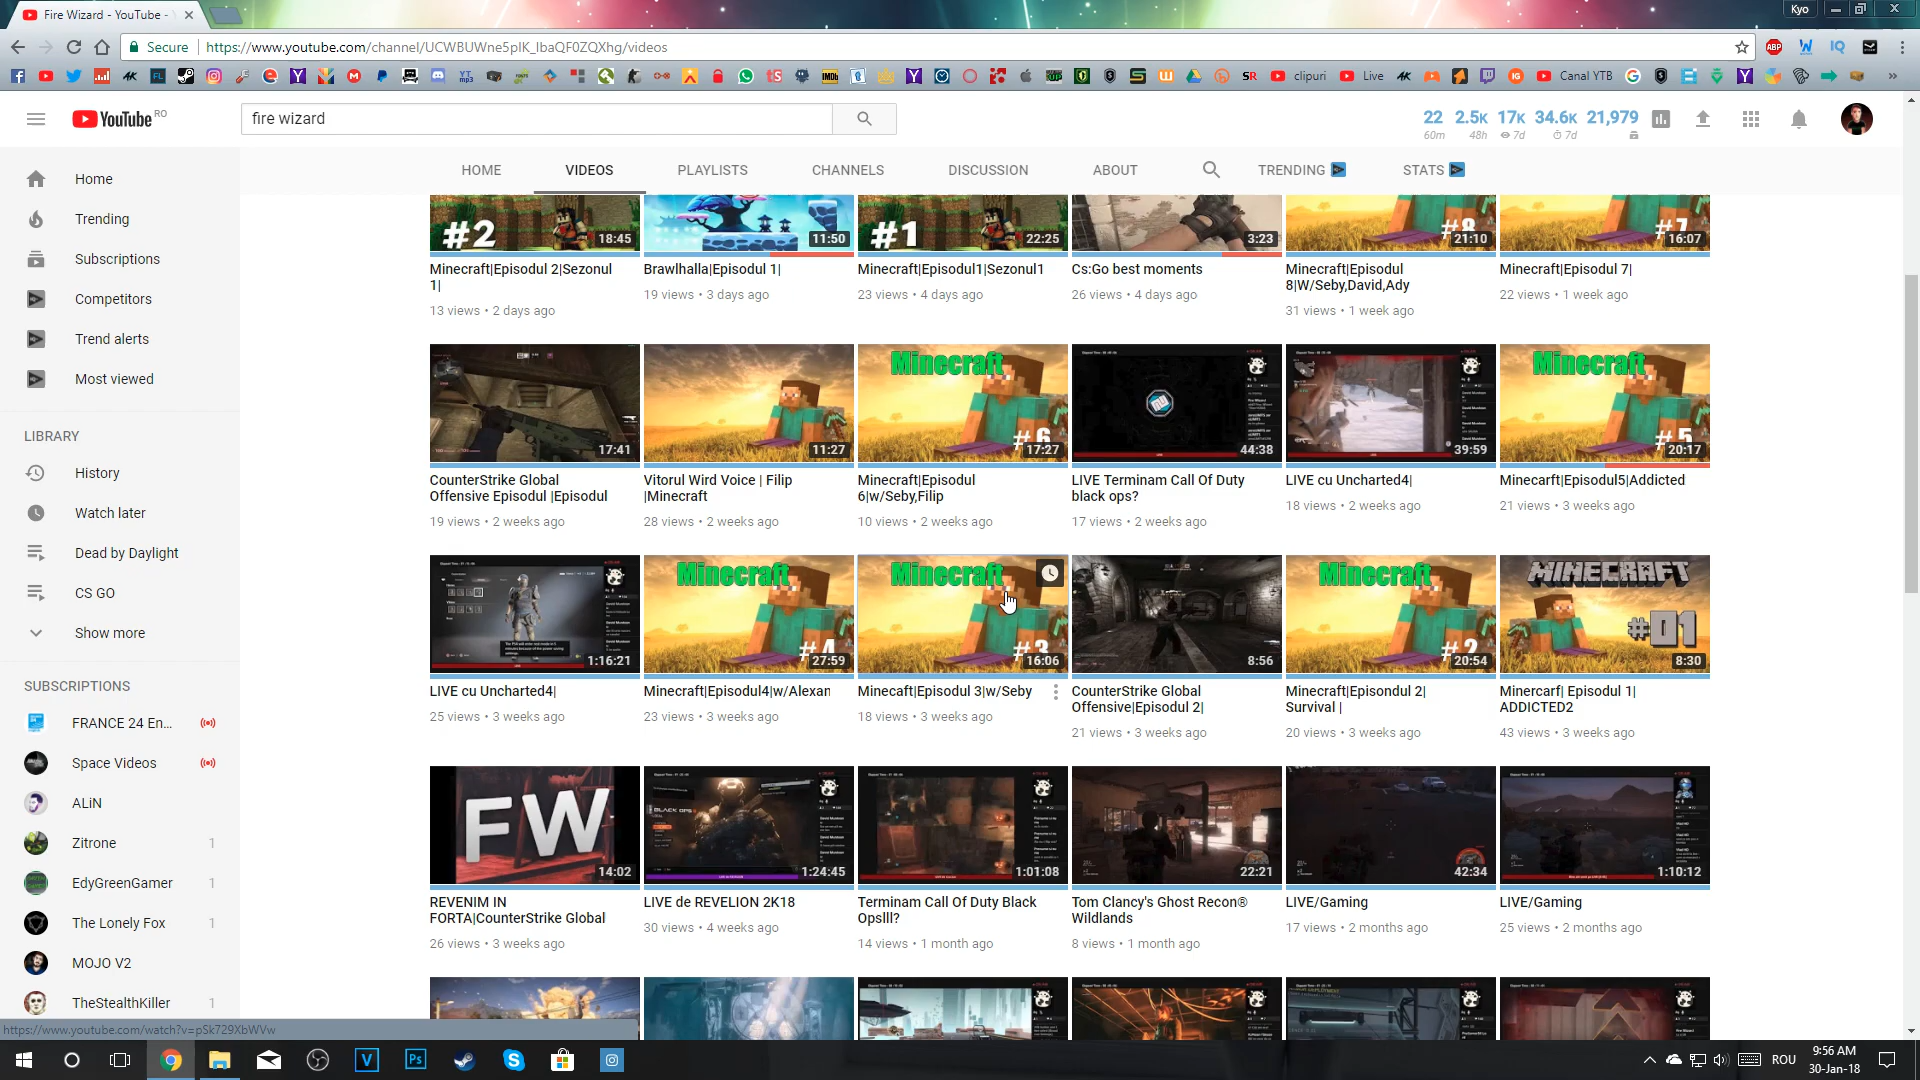 Fire Wizard - YouTube -
Kyo
Secure
https://www.youtube.com/channel/UCWBUWne5pIK_IbaQF0ZQXhg/videos
clipuri
Live
Canal YTB
YouTube RO
fire wizard
22 2.5K 17K 34.6K 21,979
60m 48h 7d 7d
HOME
VIDEOS
PLAYLISTS
CHANNELS
DISCUSSION
ABOUT
TRENDING
STATS
Home
Trending
Subscriptions
Competitors
Trend alerts
Most viewed
LIBRARY
History
Watch later
Dead by Daylight
CS GO
Show more
SUBSCRIPTIONS
FRANCE 24 En...
Space Videos
ALiN
Zitrone 1
EdyGreenGamer 1
The Lonely Fox 1
MOJO V2
TheStealthKiller 1
#2
18:45
Minecraft|Episodul 2|Sezonul
1|
13 views • 2 days ago
11:50
Brawlhalla|Episodul 1|
19 views • 3 days ago
#1
22:25
Minecraft|Episodul1|Sezonul1
23 views • 4 days ago
3:23
Cs:Go best moments
26 views • 4 days ago
#8
21:10
Minecraft|Episodul
8|W/Seby,David,Ady
31 views • 1 week ago
#7
16:07
Minecraft|Episodul 7|
22 views • 1 week ago
17:41
CounterStrike Global
Offensive Episodul |Episodul
19 views • 2 weeks ago
11:27
Vitorul Wird Voice | Filip
|Minecraft
28 views • 2 weeks ago
Minecraft
#6
17:27
Minecraft|Episodul
6|w/Seby,Filip
10 views • 2 weeks ago
44:38
LIVE Terminam Call Of Duty
black ops?
17 views • 2 weeks ago
39:59
LIVE cu Uncharted4|
18 views • 2 weeks ago
Minecraft
#5
20:17
Minecarft|Episodul5|Addicted
21 views • 3 weeks ago
1:16:21
LIVE cu Uncharted4|
25 views • 3 weeks ago
Minecraft
#4
27:59
Minecraft|Episodul4|w/Alexan
23 views • 3 weeks ago
Minecraft
#3
16:06
Minecaft|Episodul 3|w/Seby
18 views • 3 weeks ago
8:56
CounterStrike Global
Offensive|Episodul 2|
21 views • 3 weeks ago
Minecraft
#2
20:54
Minecraft|Episondul 2|
Survival |
20 views • 3 weeks ago
MINECRAFT
#01
8:30
Minercarf| Episodul 1|
ADDICTED2
43 views • 3 weeks ago
FW
14:02
REVENIM IN
FORTA|CounterStrike Global
26 views • 3 weeks ago
BLACK OPS
1:24:45
LIVE de REVELION 2K18
30 views • 4 weeks ago
1:01:08
Terminam Call Of Duty Black
Opslll?
14 views • 1 month ago
22:21
Tom Clancy's Ghost Recon®
Wildlands
8 views • 1 month ago
42:34
LIVE/Gaming
17 views • 2 months ago
1:10:12
LIVE/Gaming
25 views • 2 months ago
https://www.youtube.com/watch?v=pSk729XbWVw
ROU
9:56 AM
30-Jan-18